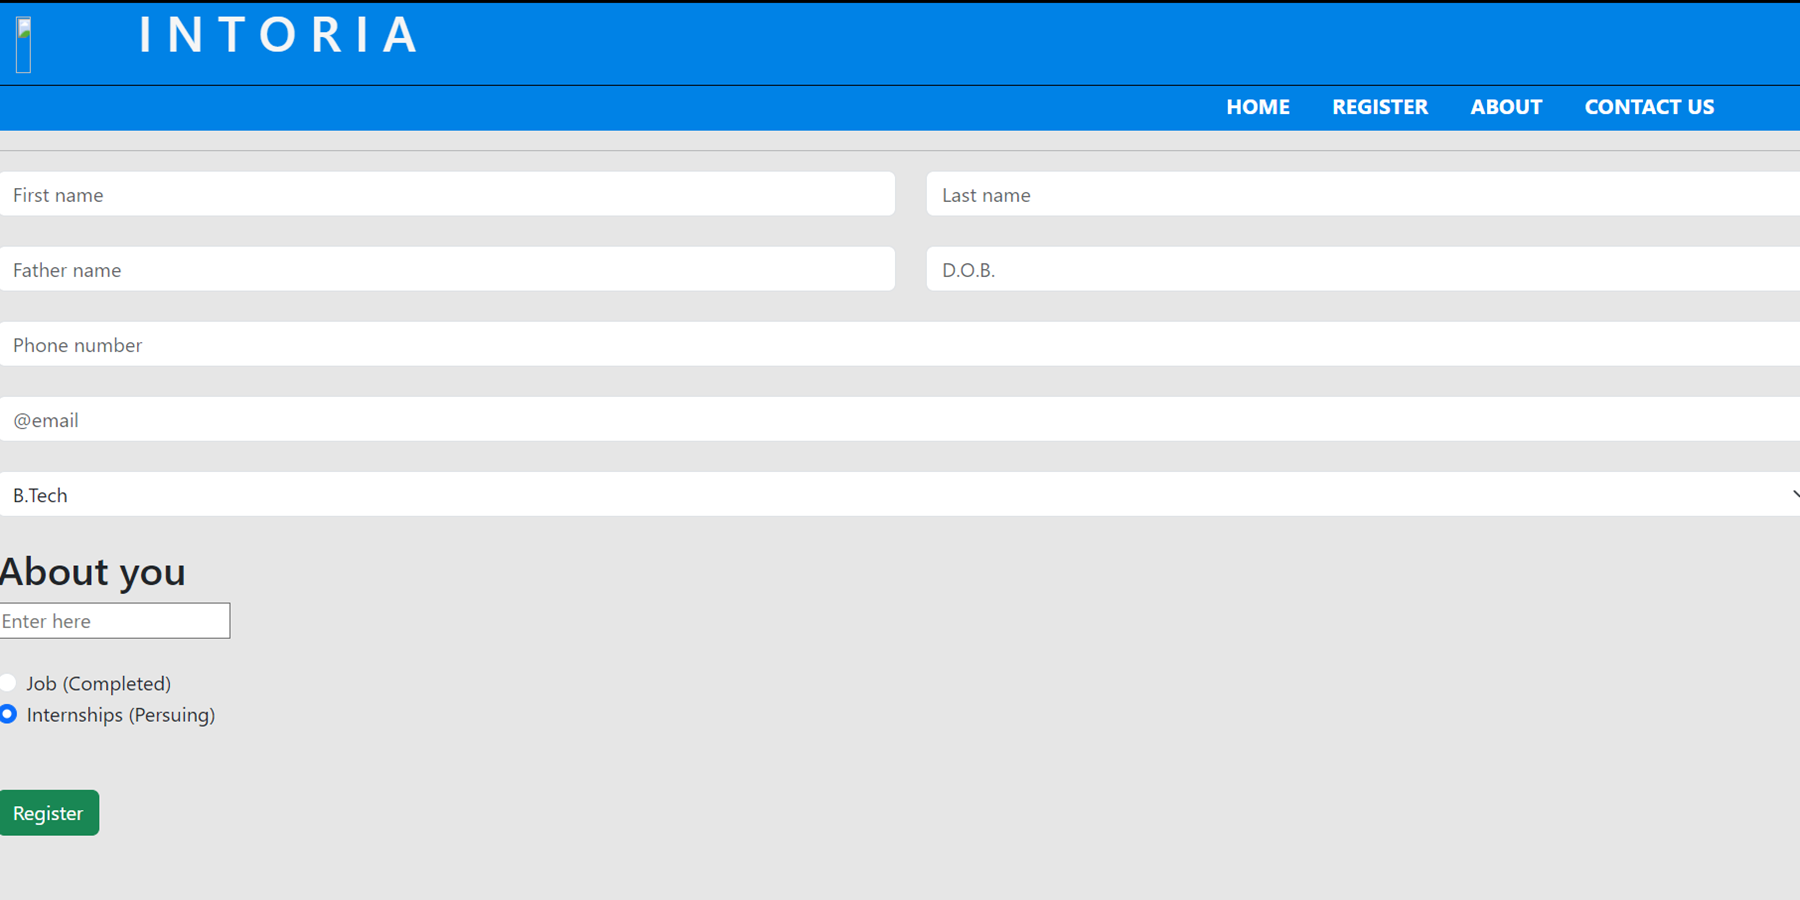 INTORIA
HOME REGISTER ABOUT CONTACT US
First name Last name
Father name D.O.B.
Phone number
@email
B.Tech
About you
Enter here
Job (Completed)
Internships (Persuing)
Register